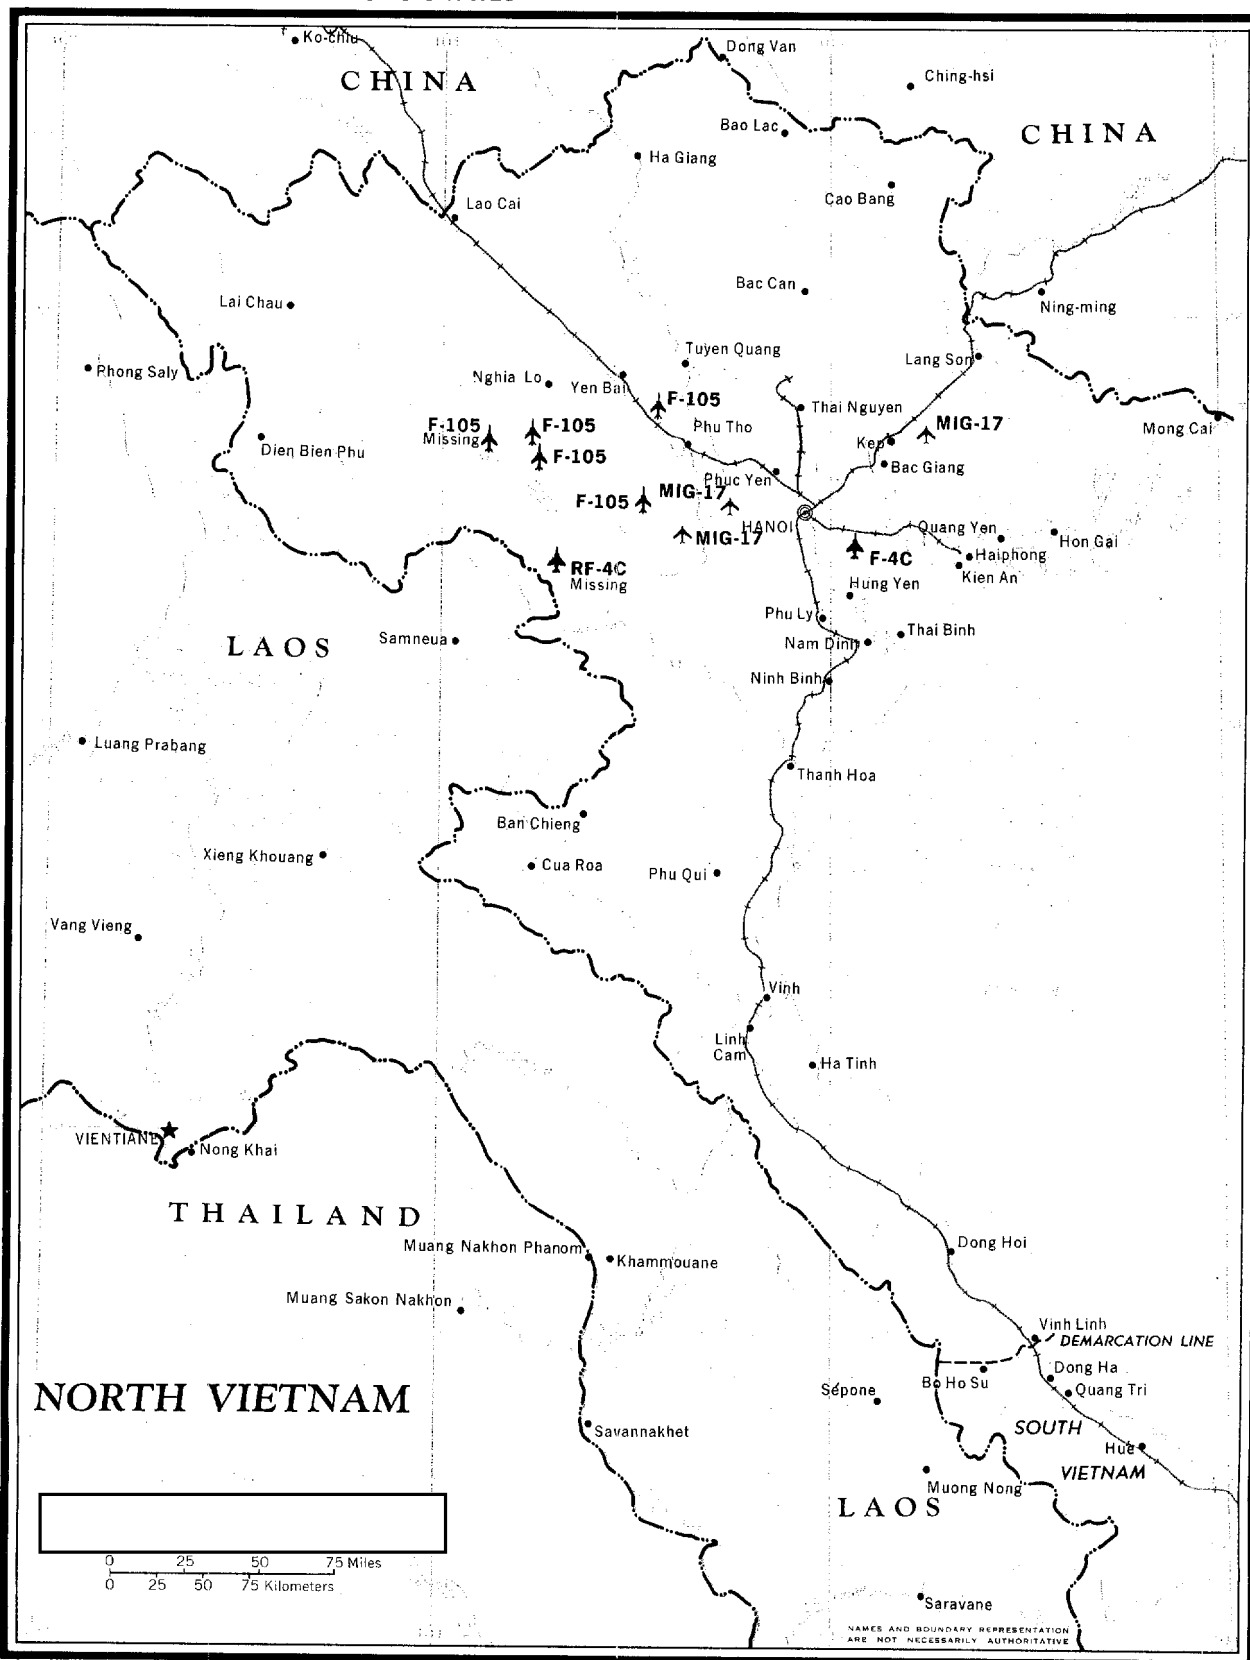 Ko-chiu
CHINA
Dong Van
Ching-hsi
Bao Lac
CHINA
Ha Giang
Cao Bang
Lao Cai
Bac Can
Lai Chau
Ning-ming
Tuyen Quang
Lang Son
Phong Saly
Nghia Lo
Yen Bai
F-105
Thai Nguyen
F-105
Missing
F-105
Phu Tho
MIG-17
Mong Cai
Kep
Dien Bien Phu
F-105
Bac Giang
Phuc Yen
MIG-17
F-105
HANOI
MIG-17
Quang Yen
Hon Gai
F-4C
Haiphong
Kien An
RF-4C
Missing
Hung Yen
Phu Ly
Thai Binh
Samneua
Nam Dinh
LAOS
Ninh Binh
Luang Prabang
Thanh Hoa
Ban Chieng
Xieng Khouang
Cua Roa
Phu Qui
Vang Vieng
Vinh
Linh
Cam
Ha Tinh
VIENTIANE
Nong Khai
THAILAND
Muang Nakhon Phanom
Khammouane
Dong Hoi
Muang Sakon Nakhon
Vinh Linh
DEMARCATION LINE
Dong Ha
Bo Ho Su
Quang Tri
Sépone
NORTH VIETNAM
Savannakhet
SOUTH
VIETNAM
Hue
Muong Nong
LAOS
0 25 50 75 Miles
0 25 50 75 Kilometers
Saravane
NAMES AND BOUNDARY REPRESENTATION
ARE NOT NECESSARILY AUTHORITATIVE